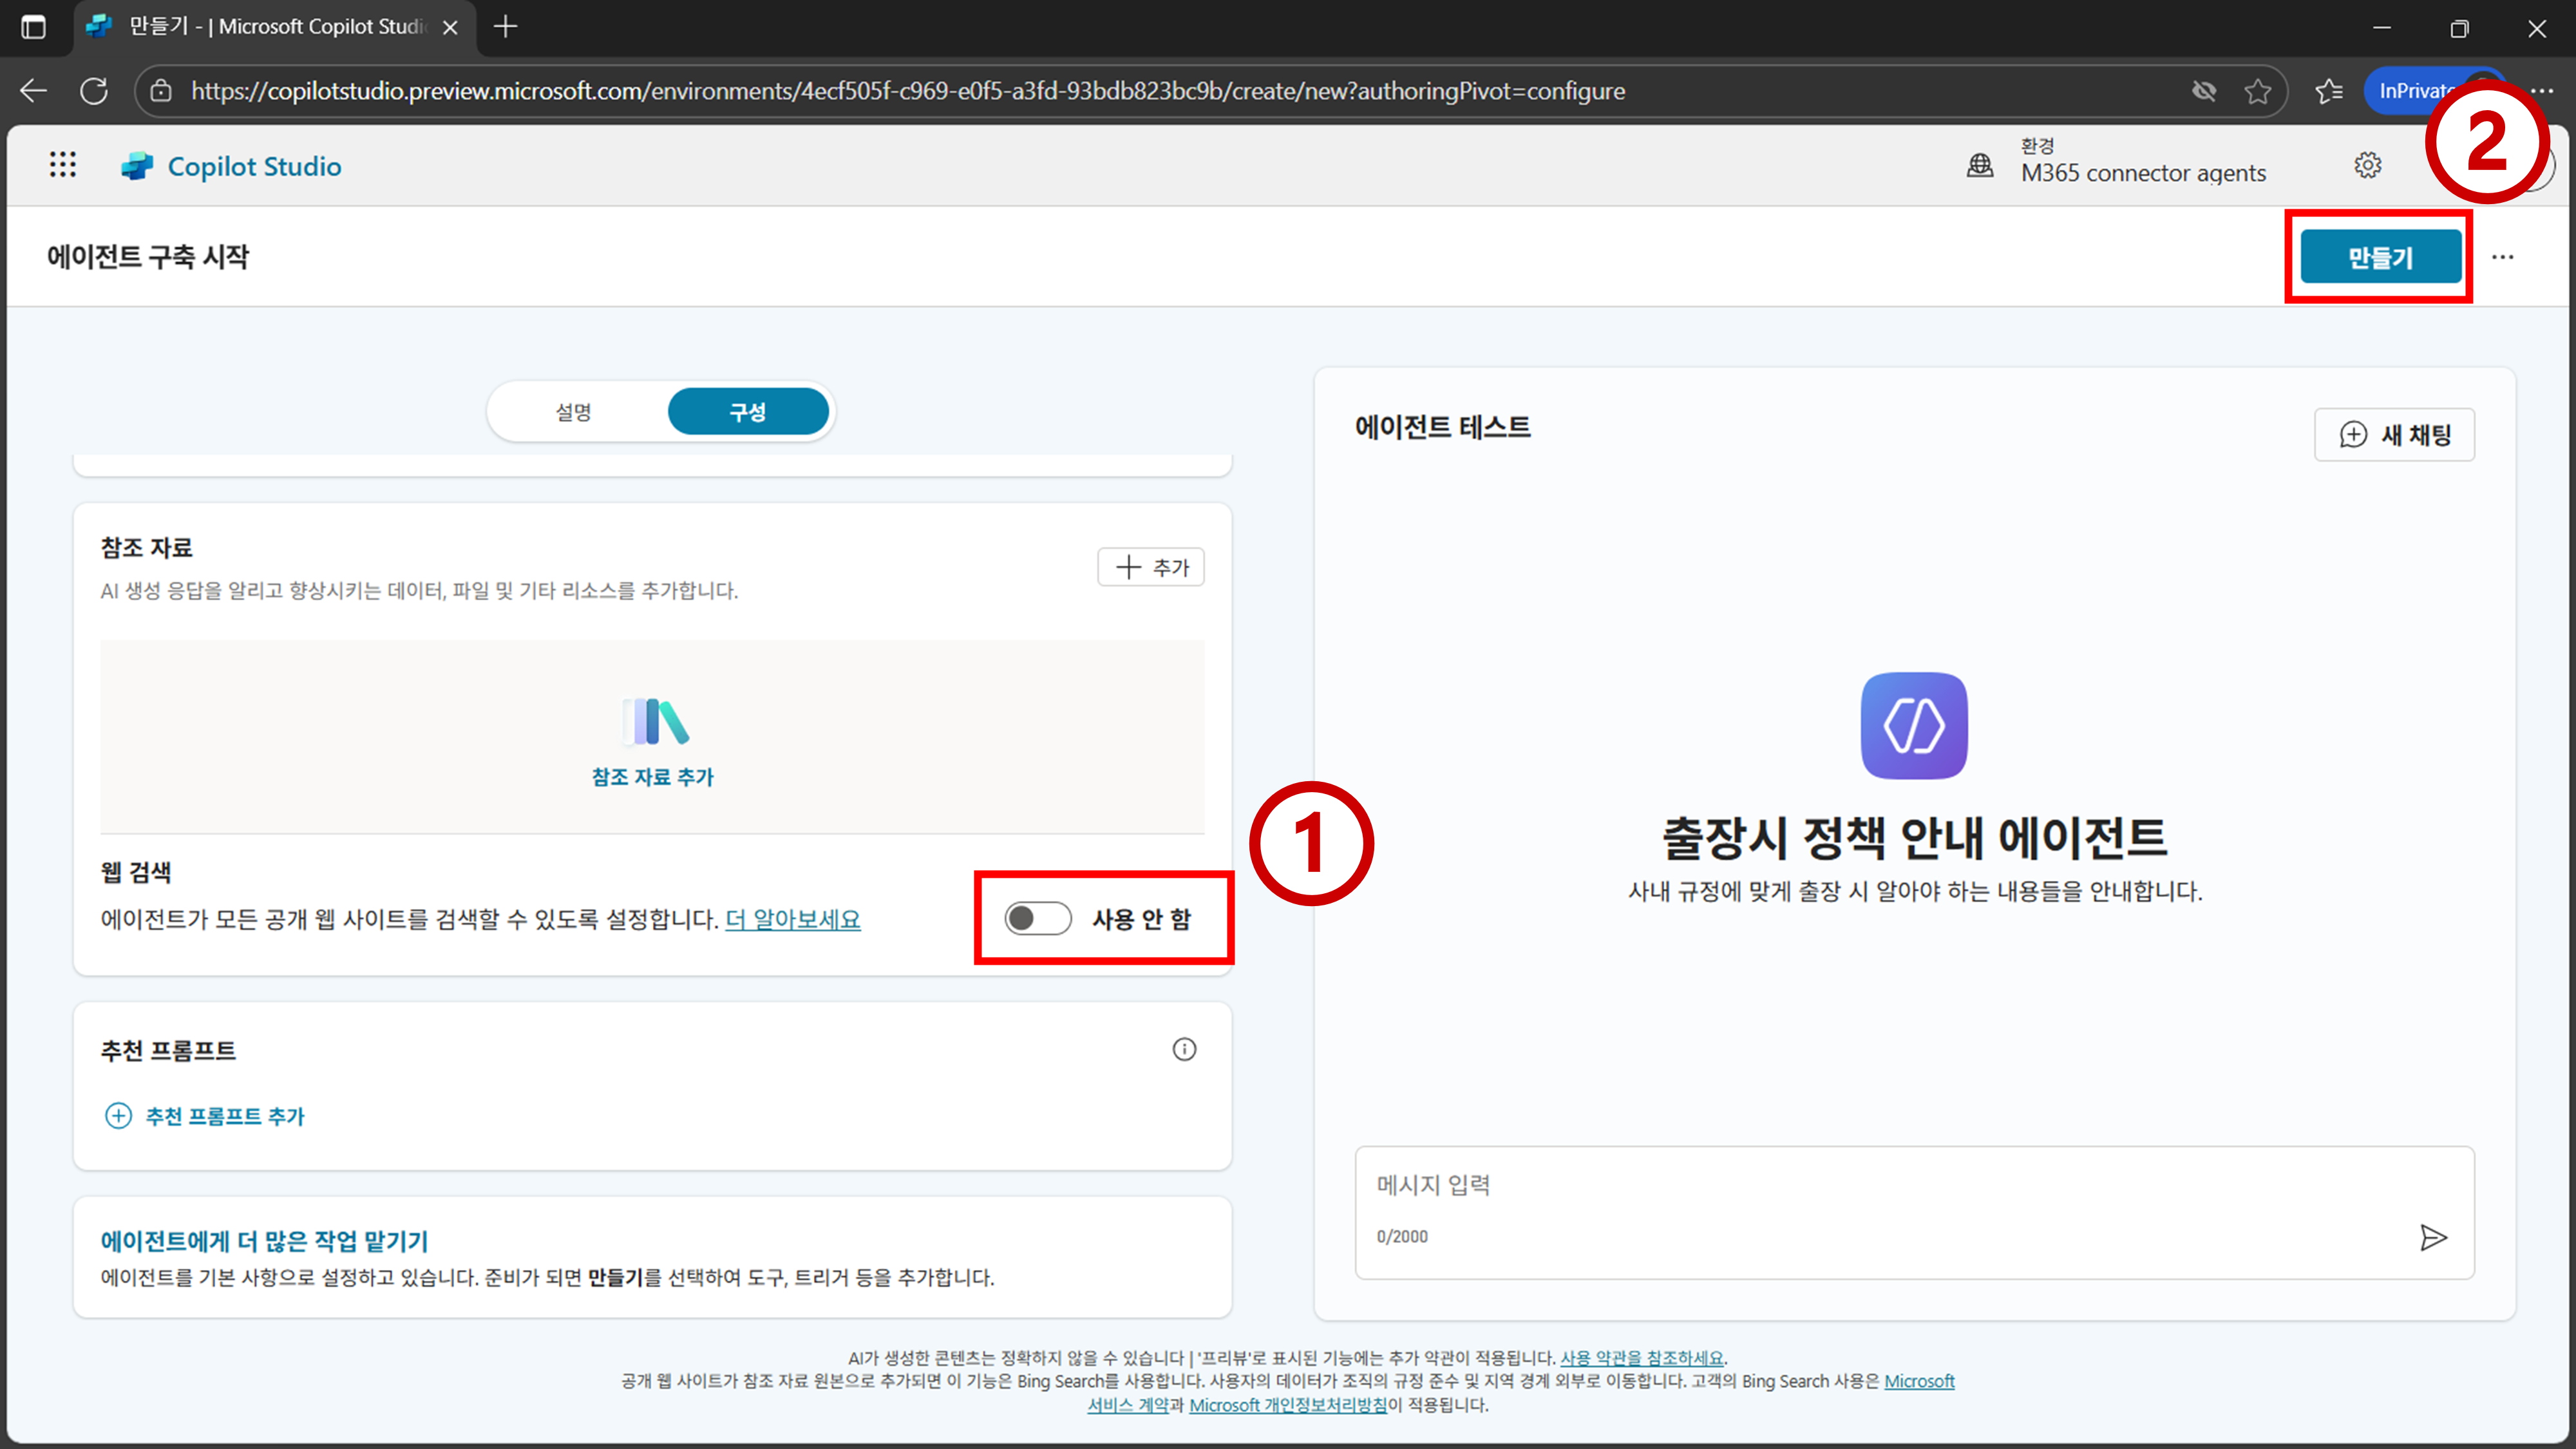 만들기 - | Microsoft Copilot Studi
https://copilotstudio.preview.microsoft.com/environments/4ecf505f-c969-e0f5-a3fd-93bdb823bc9b/create/new?authoringPivot=configure
InPrivate
2
Copilot Studio
환경
M365 connector agents
에이전트 구축 시작
만들기
설명
구성
참조 자료
추가
AI 생성 응답을 알리고 향상시키는 데이터, 파일 및 기타 리소스를 추가합니다.
참조 자료 추가
1
웹 검색
에이전트가 모든 공개 웹 사이트를 검색할 수 있도록 설정합니다. 더 알아보세요
사용 안 함
추천 프롬프트
추천 프롬프트 추가
에이전트에게 더 많은 작업 맡기기
에이전트를 기본 사항으로 설정하고 있습니다. 준비가 되면 만들기를 선택하여 도구, 트리거 등을 추가합니다.
에이전트 테스트
새 채팅
출장시 정책 안내 에이전트
사내 규정에 맞게 출장 시 알아야 하는 내용들을 안내합니다.
메시지 입력
0/2000
AI가 생성한 콘텐츠는 정확하지 않을 수 있습니다 | '프리뷰'로 표시된 기능에는 추가 약관이 적용됩니다. 사용 약관을 참조하세요.
공개 웹 사이트가 참조 자료 원본으로 추가되면 이 기능은 Bing Search를 사용합니다. 사용자의 데이터가 조직의 규정 준수 및 지역 경계 외부로 이동합니다. 고객의 Bing Search 사용은 Microsoft
서비스 계약과 Microsoft 개인정보처리방침이 적용됩니다.